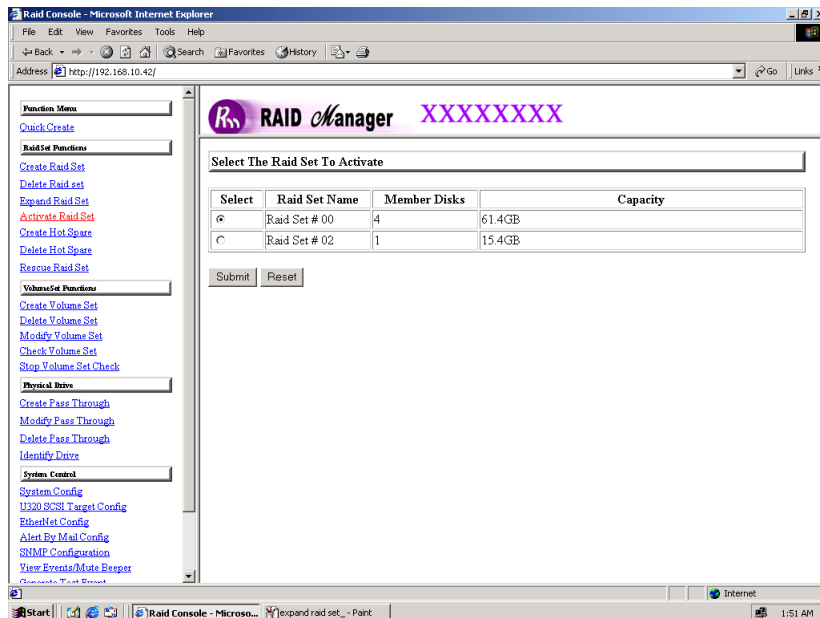 Raid Console - Microsoft Internet Explorer
File Edit View Favorites Tools Help
Back Search Favorites History
Address http://192.168.10.42/ Go Links
Function Menu
Quick Create
RaidSet Functions
Create Raid Set
Delete Raid set
Expand Raid Set
Activate Raid Set
Create Hot Spare
Delete Hot Spare
Rescue Raid Set
VolumeSet Functions
Create Volume Set
Delete Volume Set
Modify Volume Set
Check Volume Set
Stop Volume Set Check
Physical Drive
Create Pass Through
Modify Pass Through
Delete Pass Through
Identify Drive
System Control
System Config
U320 SCSI Target Config
EtherNet Config
Alert By Mail Config
SNMP Configuration
View Events/Mute Beeper
Generate Test Event
Rm RAID Manager XXXXXXXX
Select The Raid Set To Activate
Select Raid Set Name Member Disks Capacity
Raid Set # 00 4 61.4GB
Raid Set # 02 1 15.4GB
Submit Reset
Internet
Start Raid Console - Microso... expand raid set_ - Paint 1:51 AM